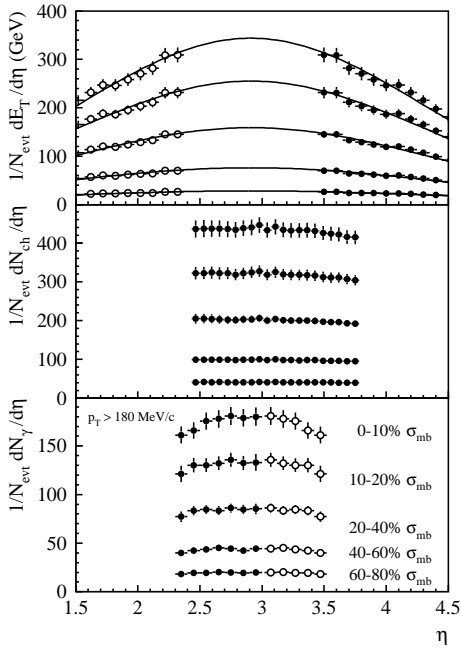 1/N_evt dE_T/dη (GeV)
400
300
200
100
0
1/N_evt dN_ch/dη
400
300
200
100
0
1/N_evt dN_γ/dη
p_T > 180 MeV/c
150
100
50
0
0-10% σ_mb
10-20% σ_mb
20-40% σ_mb
40-60% σ_mb
60-80% σ_mb
1.5 2 2.5 3 3.5 4 4.5
η